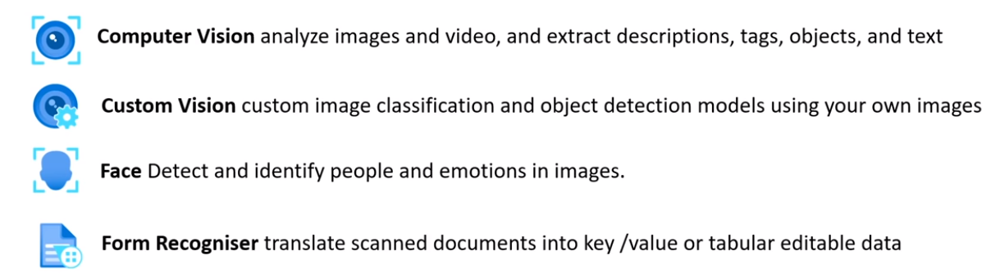 Computer Vision analyze images and video, and extract descriptions, tags, objects, and text
Custom Vision custom image classification and object detection models using your own images
Face Detect and identify people and emotions in images.
Form Recogniser translate scanned documents into key /value or tabular editable data